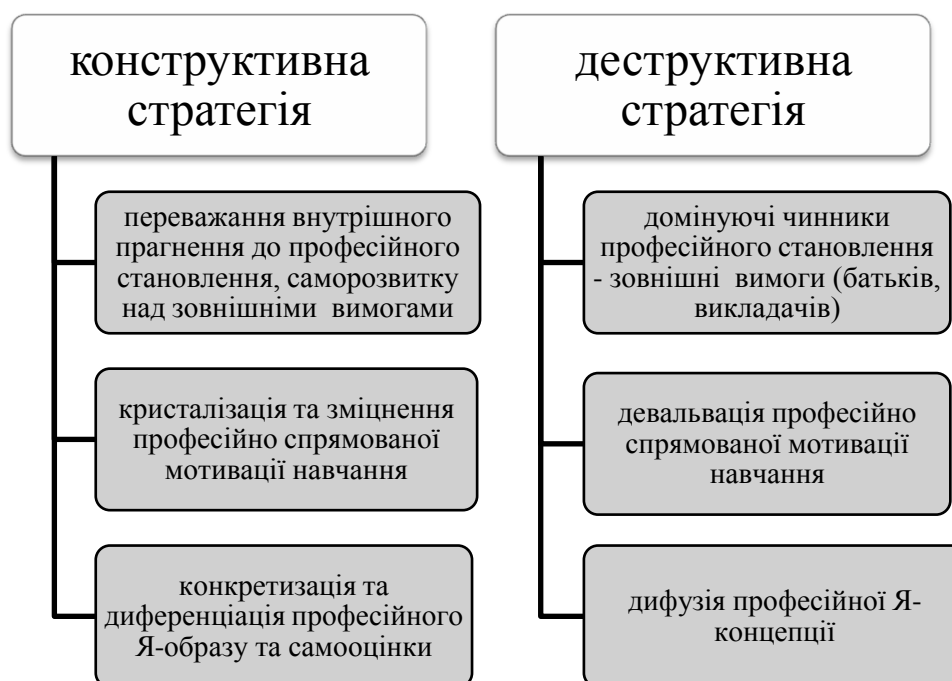 конструктивна
стратегія
переважання внутрішного
прагнення до професійного
становлення, саморозвитку
над зовнішніми вимогами
кристалізація та зміцнення
професійно спрямованої
мотивації навчання
конкретизація та
диференціація професійного
Я-образу та самооцінки
деструктивна
стратегія
домінуючі чинники
професійного становлення
- зовнішні вимоги (батьків,
викладачів)
девальвація професійно
спрямованої мотивації
навчання
дифузія професійної Я-
концепції